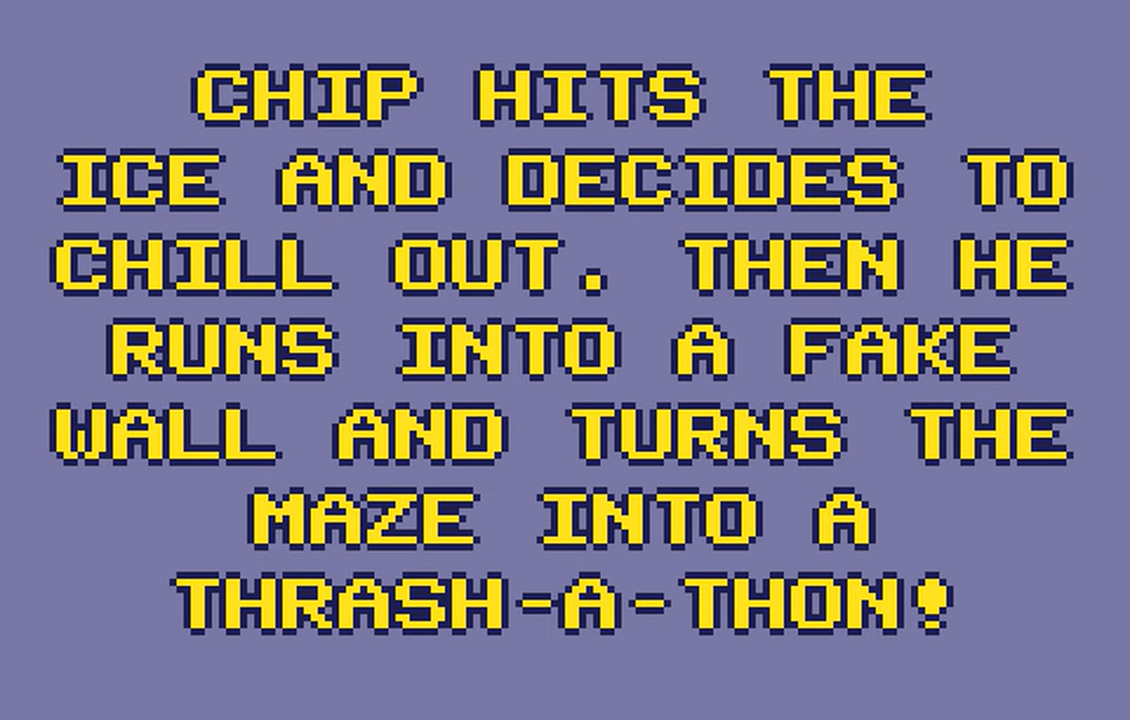 CHIP HITS THE
ICE AND DECIDES TO
CHILL OUT. THEN HE
RUNS INTO A FAKE
WALL AND TURNS THE
MAZE INTO A
THRASH-A-THON!